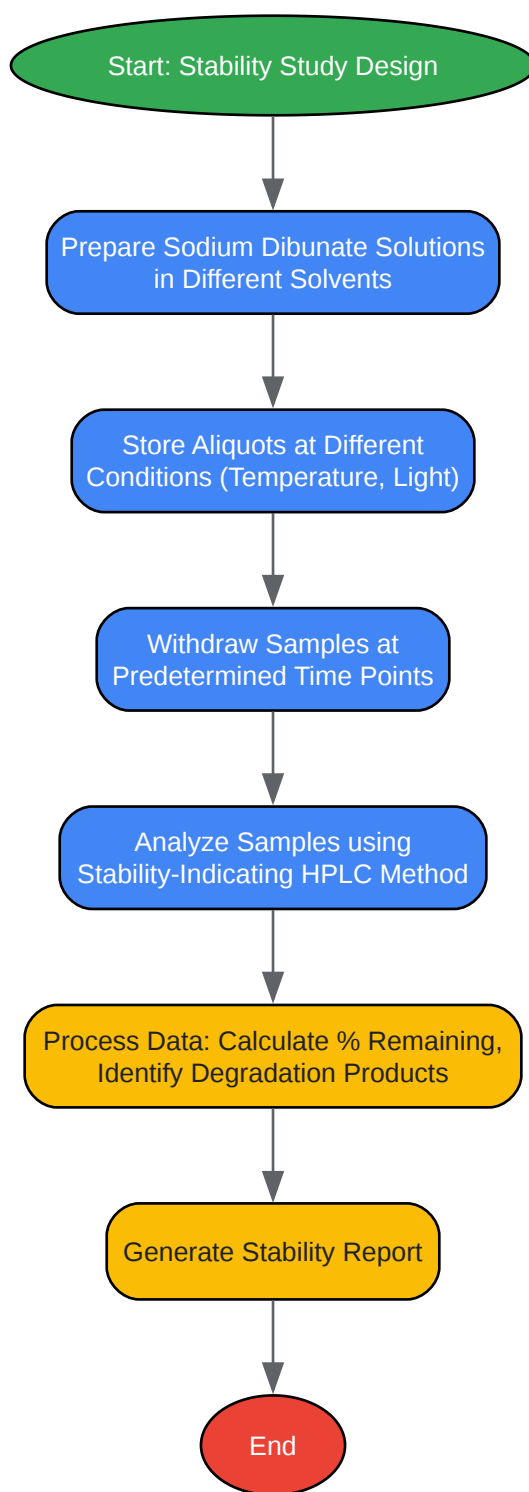 Start: Stability Study Design
Prepare Sodium Dibunate Solutions
in Different Solvents
Store Aliquots at Different
Conditions (Temperature, Light)
Withdraw Samples at
Predetermined Time Points
Analyze Samples using
Stability-Indicating HPLC Method
Process Data: Calculate % Remaining,
Identify Degradation Products
Generate Stability Report
End